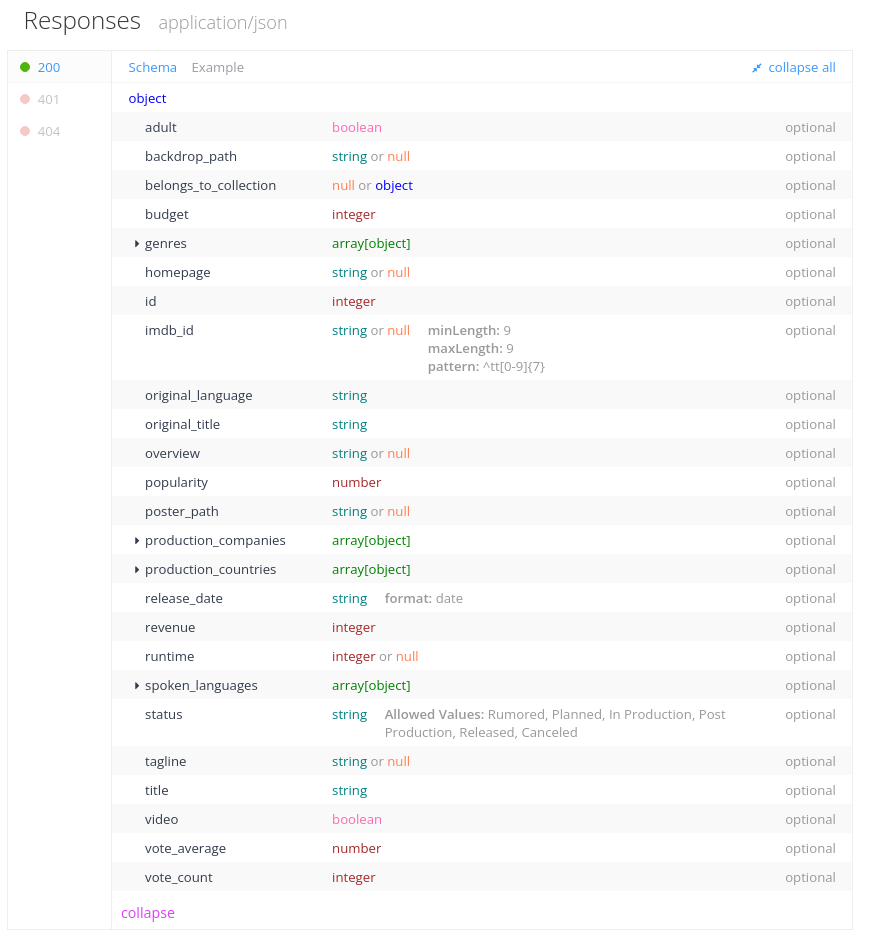 Responses application/json
200 Schema Example collapse all
401 object
404 adult boolean optional
backdrop_path string or null optional
belongs_to_collection null or object optional
budget integer optional
genres array[object] optional
homepage string or null optional
id integer optional
imdb_id string or null minLength: 9 optional
maxLength: 9
pattern: ^tt[0-9]{7}
original_language string optional
original_title string optional
overview string or null optional
popularity number optional
poster_path string or null optional
production_companies array[object] optional
production_countries array[object] optional
release_date string format: date optional
revenue integer optional
runtime integer or null optional
spoken_languages array[object] optional
status string Allowed Values: Rumored, Planned, In Production, Post optional
Production, Released, Canceled
tagline string or null optional
title string optional
video boolean optional
vote_average number optional
vote_count integer optional
collapse